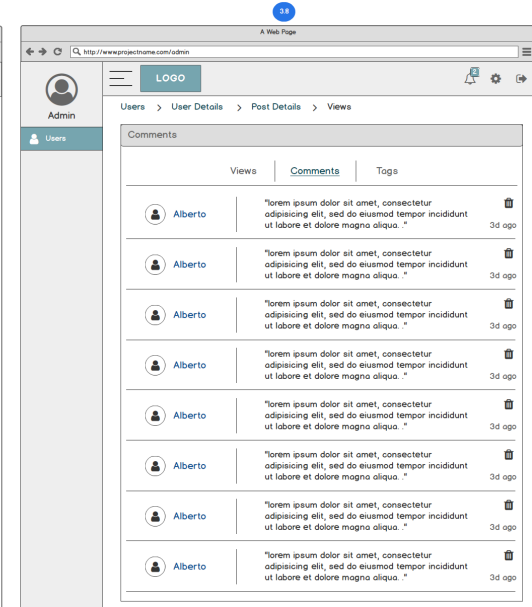 3.8
A Web Page
http://www.projectname.com/admin
LOGO
2
Admin
Users
Users > User Details > Post Details > Views
Comments
Views Comments Tags
Alberto
"lorem ipsum dolor sit amet, consectetur
adipisicing elit, sed do eiusmod tempor incididunt
ut labore et dolore magna aliqua. ."
3d ago
Alberto
"lorem ipsum dolor sit amet, consectetur
adipisicing elit, sed do eiusmod tempor incididunt
ut labore et dolore magna aliqua. ."
3d ago
Alberto
"lorem ipsum dolor sit amet, consectetur
adipisicing elit, sed do eiusmod tempor incididunt
ut labore et dolore magna aliqua. ."
3d ago
Alberto
"lorem ipsum dolor sit amet, consectetur
adipisicing elit, sed do eiusmod tempor incididunt
ut labore et dolore magna aliqua. ."
3d ago
Alberto
"lorem ipsum dolor sit amet, consectetur
adipisicing elit, sed do eiusmod tempor incididunt
ut labore et dolore magna aliqua. ."
3d ago
Alberto
"lorem ipsum dolor sit amet, consectetur
adipisicing elit, sed do eiusmod tempor incididunt
ut labore et dolore magna aliqua. ."
3d ago
Alberto
"lorem ipsum dolor sit amet, consectetur
adipisicing elit, sed do eiusmod tempor incididunt
ut labore et dolore magna aliqua. ."
3d ago
Alberto
"lorem ipsum dolor sit amet, consectetur
adipisicing elit, sed do eiusmod tempor incididunt
ut labore et dolore magna aliqua. ."
3d ago